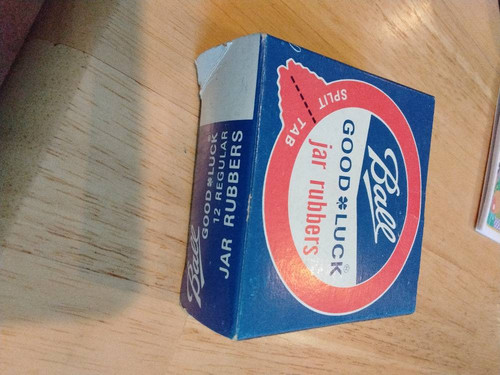 SPLIT TAB
Ball
GOOD LUCK®
jar rubbers
Ball
GOOD LUCK
12 REGULAR
JAR RUBBERS